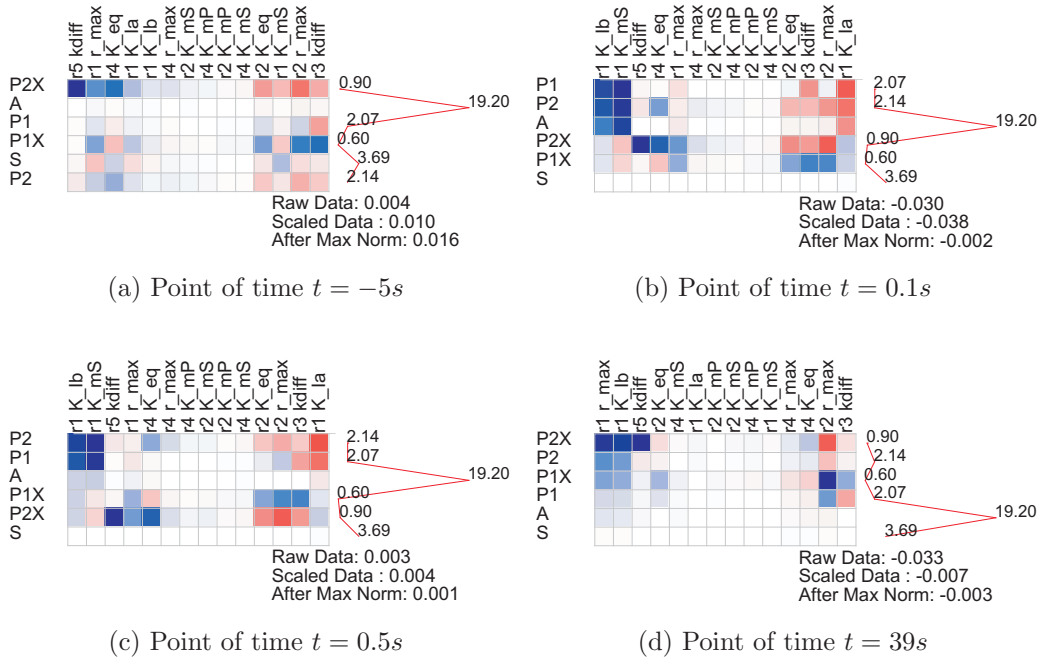 r5 kdiff
r1 r_max
r4 K_eq
r1 K_Ia
r1 K_Ib
r4 r_max
r2 K_mS
r4 K_mP
r2 K_mP
r4 K_mS
r2 K_eq
r1 K_mS
r2 r_max
r3 kdiff
P2X 0.90
A 19.20
P1 2.07
P1X 0.60
S 3.69
P2 2.14
Raw Data: 0.004
Scaled Data : 0.010
After Max Norm: 0.016
(a) Point of time t = −5s
r1 K_Ib
r1 K_mS
r5 kdiff
r4 K_eq
r1 r_max
r4 r_max
r2 K_mS
r4 K_mP
r2 K_mP
r4 K_mS
r2 K_eq
r3 kdiff
r2 r_max
r1 K_Ia
P1 2.07
P2 2.14
A 19.20
P2X 0.90
P1X 0.60
S 3.69
Raw Data: -0.030
Scaled Data : -0.038
After Max Norm: -0.002
(b) Point of time t = 0.1s
r1 K_Ib
r1 K_mS
r5 kdiff
r1 r_max
r4 K_eq
r4 r_max
r4 K_mP
r4 K_mS
r2 K_mP
r2 K_mS
r2 K_eq
r2 r_max
r3 kdiff
r1 K_Ia
P2 2.14
P1 2.07
A 19.20
P1X 0.60
P2X 0.90
S 3.69
Raw Data: 0.003
Scaled Data : 0.004
After Max Norm: 0.001
(c) Point of time t = 0.5s
r1 r_max
r1 K_Ib
r5 kdiff
r2 K_eq
r1 K_mS
r1 K_Ia
r2 K_mP
r2 K_mS
r4 K_mP
r4 K_mS
r4 r_max
r4 K_eq
r2 r_max
r3 kdiff
P2X 0.90
P2 2.14
P1X 0.60
P1 2.07
A 19.20
S 3.69
Raw Data: -0.033
Scaled Data : -0.007
After Max Norm: -0.003
(d) Point of time t = 39s